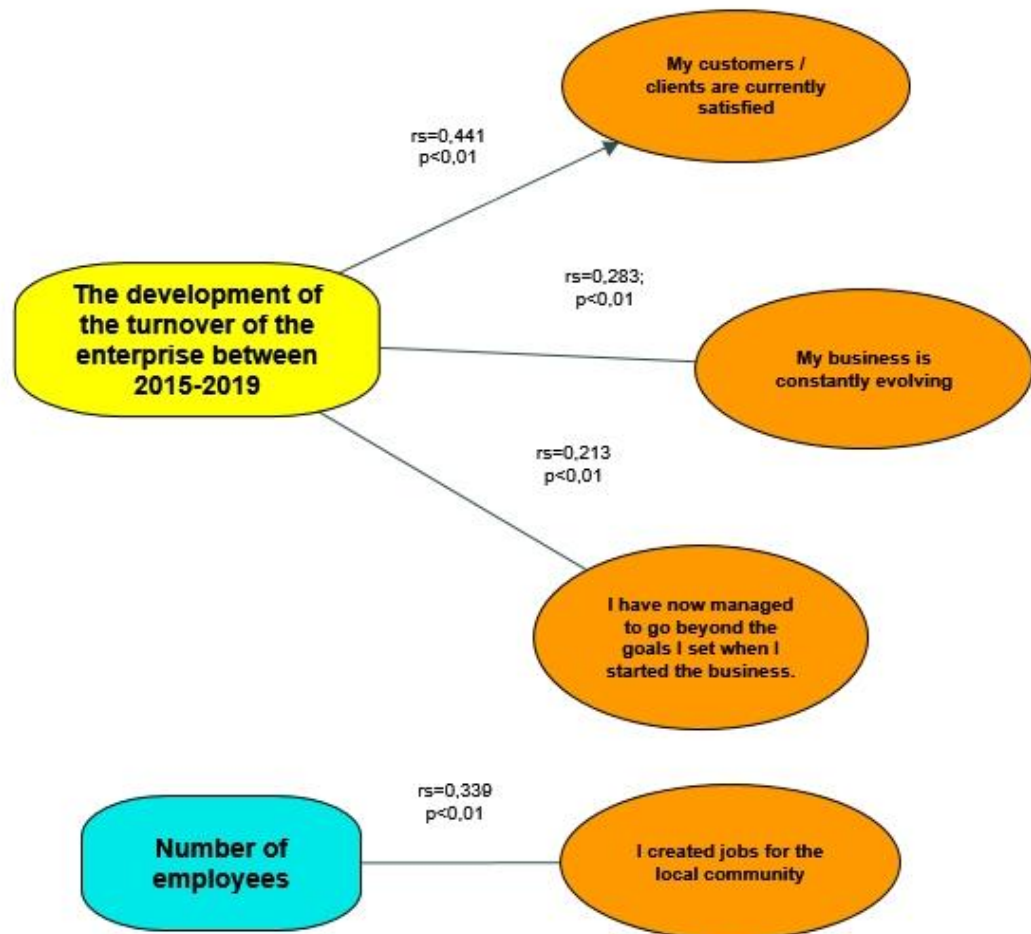 My customers /
clients are currently
satisfied
rs=0,441
p<0,01
The development of
the turnover of the
enterprise between
2015-2019
rs=0,283;
p<0,01
My business is
constantly evolving
rs=0,213
p<0,01
I have now managed
to go beyond the
goals I set when I
started the business.
rs=0,339
p<0,01
Number of
employees
I created jobs for the
local community